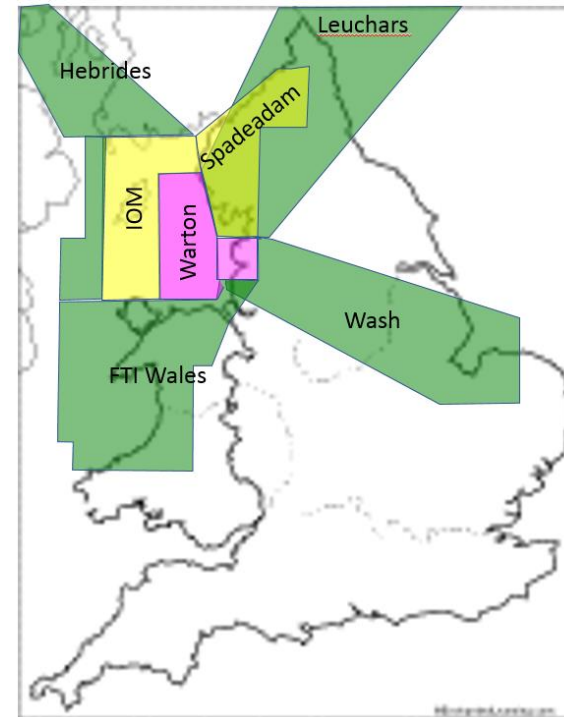 Leuchars
Hebrides
Spadeadam
IOM
Warton
Wash
FTI Wales